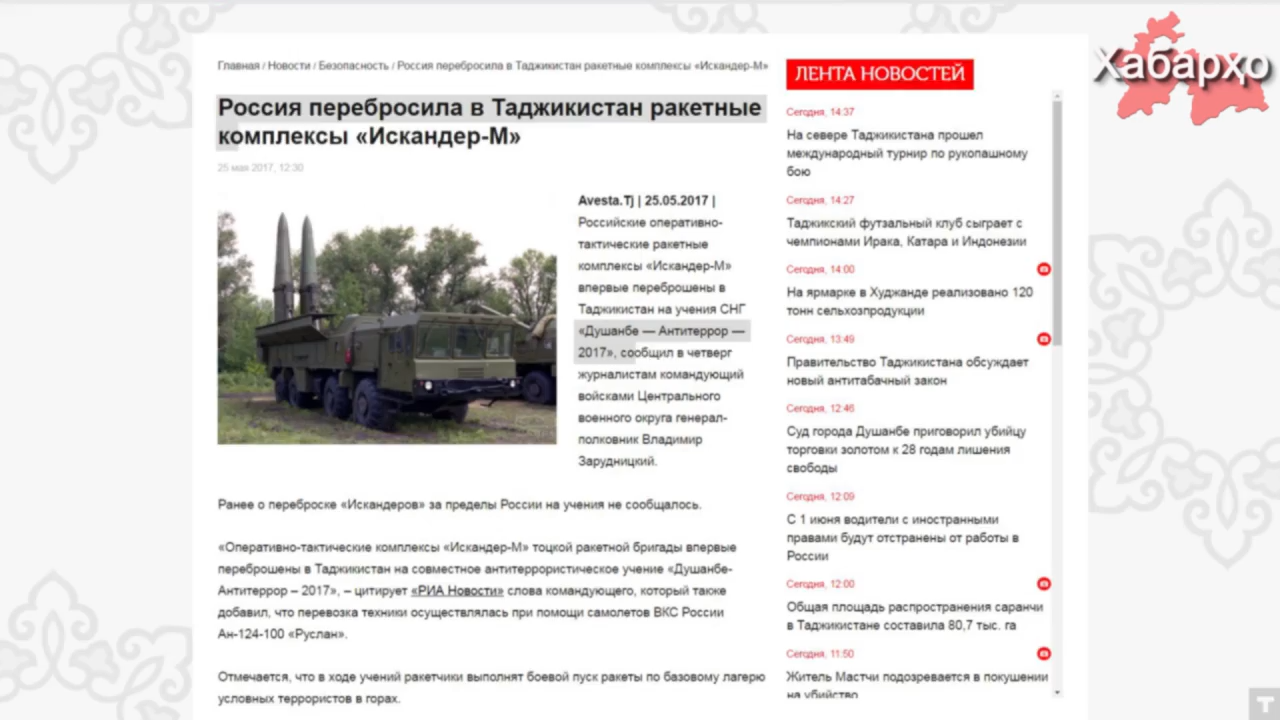 Главная / Новости / Безопасность / Россия перебросила в Таджикистан ракетные комплексы «Искандер-М»
Россия перебросила в Таджикистан ракетные
комплексы «Искандер-М»
25 мая 2017, 12:30
Avesta.Tj | 25.05.2017 |
Российские оперативно-
тактические ракетные
комплексы «Искандер-М»
впервые переброшены в
Таджикистан на учения СНГ
«Душанбе — Антитеррор —
2017», сообщил в четверг
журналистам командующий
войсками Центрального
военного округа генерал-
полковник Владимир
Зарудницкий.
Ранее о переброске «Искандеров» за пределы России на учения не сообщалось.
«Оперативно-тактические комплексы «Искандер-М» тоцкой ракетной бригады впервые
переброшены в Таджикистан на совместное антитеррористическое учение «Душанбе-
Антитеррор – 2017», – цитирует «РИА Новости» слова командующего, который также
добавил, что перевозка техники осуществлялась при помощи самолетов ВКС России
Ан-124-100 «Руслан».
Отмечается, что в ходе учений ракетчики выполнят боевой пуск ракеты по базовому лагерю
условных террористов в горах.
ЛЕНТА НОВОСТЕЙ
Сегодня, 14:37
На севере Таджикистана прошел
международный турнир по рукопашному
бою
Сегодня, 14:27
Таджикский футзальный клуб сыграет с
чемпионами Ирака, Катара и Индонезии
Сегодня, 14:00
На ярмарке в Худжанде реализовано 120
тонн сельхозпродукции
Сегодня, 13:49
Правительство Таджикистана обсуждает
новый антитабачный закон
Сегодня, 12:46
Суд города Душанбе приговорил убийцу
торговки золотом к 28 годам лишения
свободы
Сегодня, 12:09
С 1 июня водители с иностранными
правами будут отстранены от работы в
России
Сегодня, 12:00
Общая площадь распространения саранчи
в Таджикистане составила 80,7 тыс. га
Сегодня, 11:50
Житель Мастчи подозревается в покушении
на убийство
Хабарҳо
T